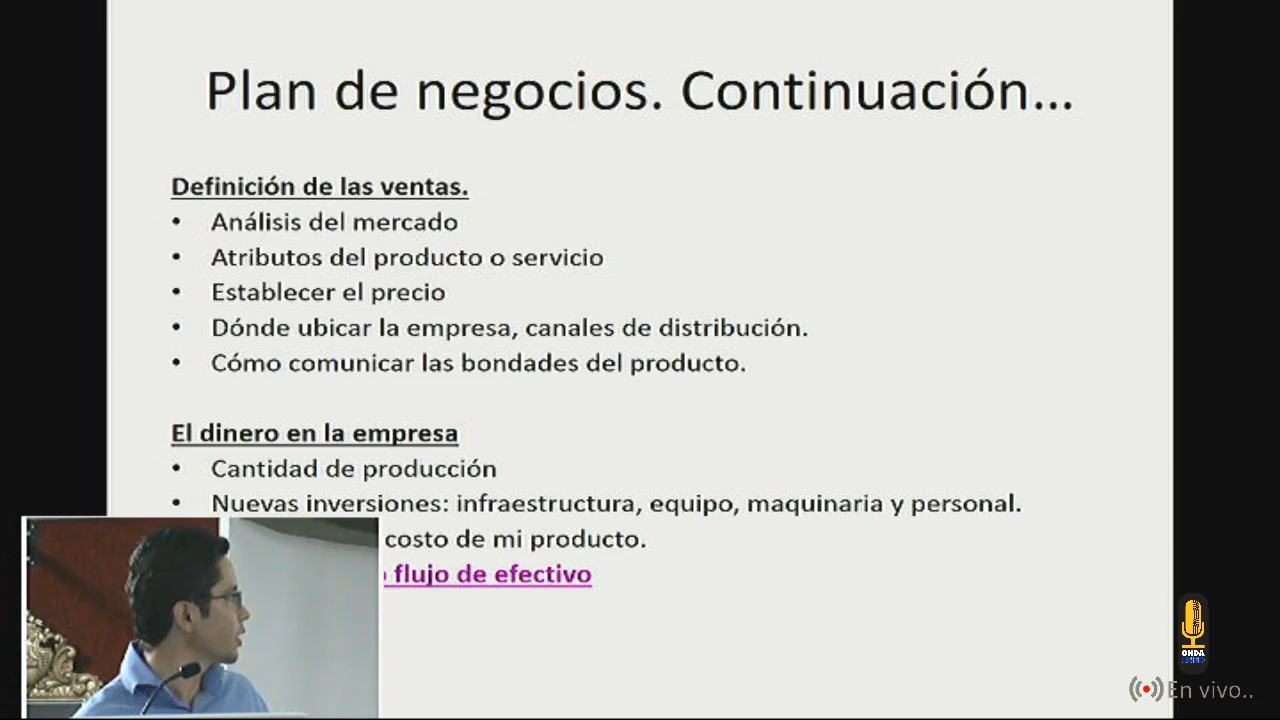 Plan de negocios. Continuación...
Definición de las ventas.
• Análisis del mercado
• Atributos del producto o servicio
• Establecer el precio
• Dónde ubicar la empresa, canales de distribución.
• Cómo comunicar las bondades del producto.
El dinero en la empresa
• Cantidad de producción
• Nuevas inversiones: infraestructura, equipo, maquinaria y personal.
costo de mi producto.
flujo de efectivo
ONDA
UNED
En vivo..